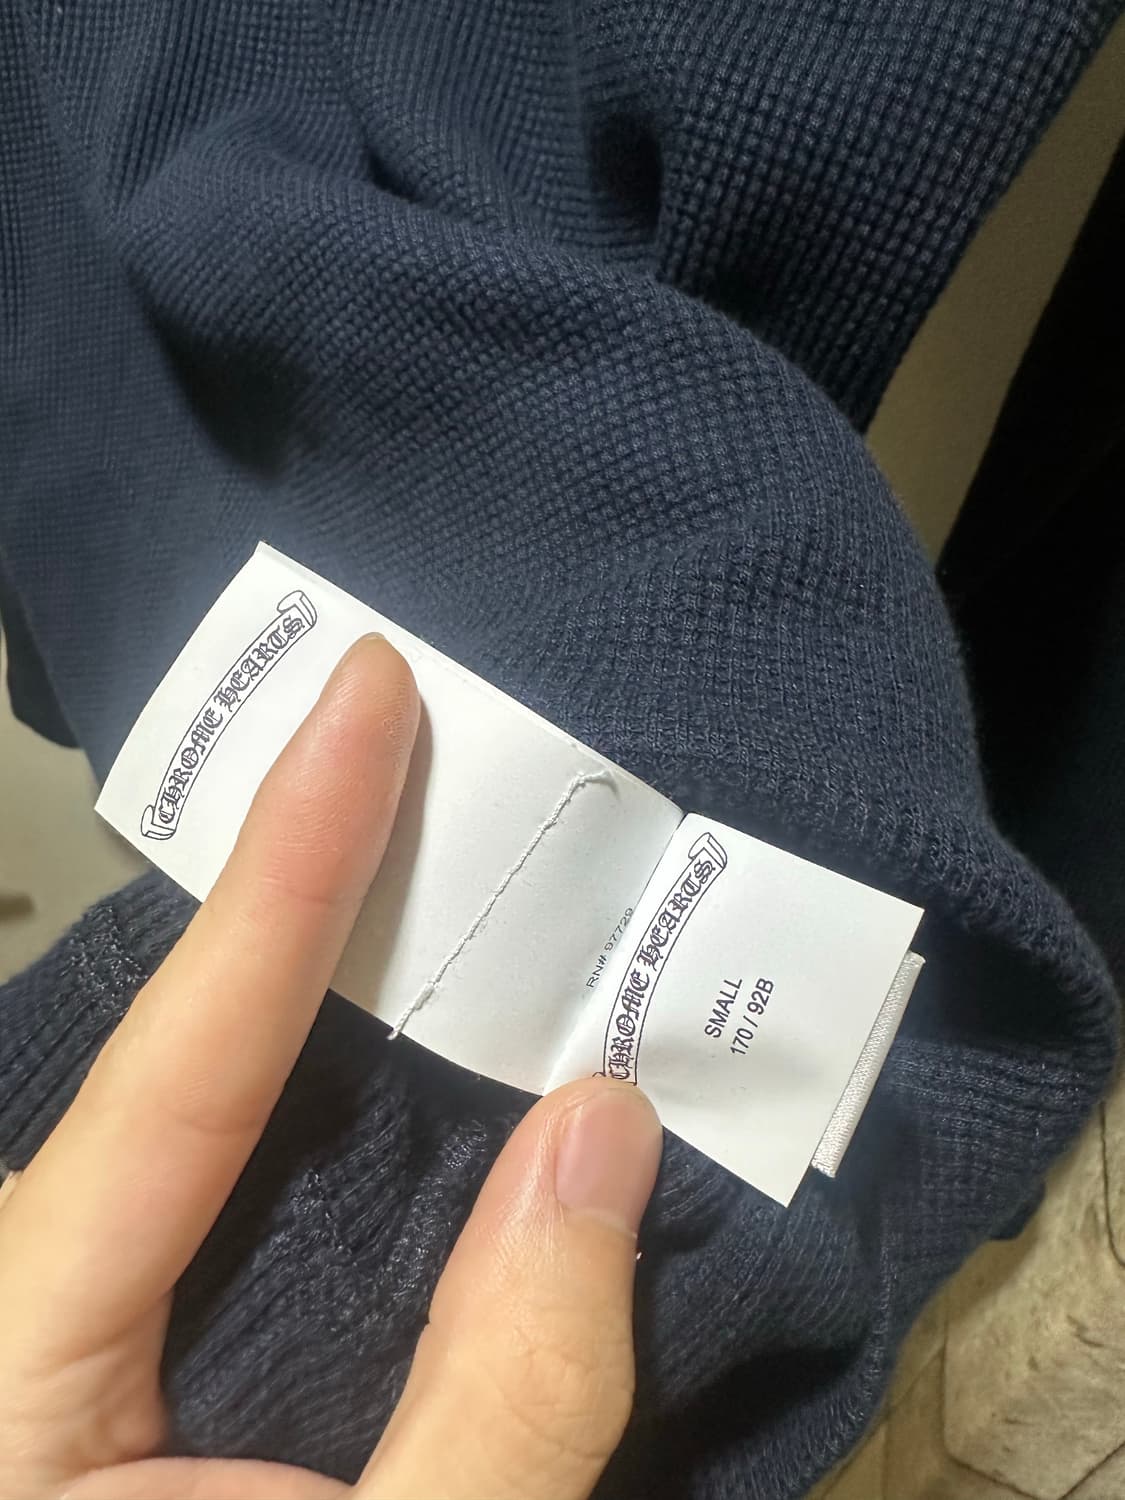 CHROME HEARTS
RN# 97729
CHROME HEARTS
SMALL
170 / 92B